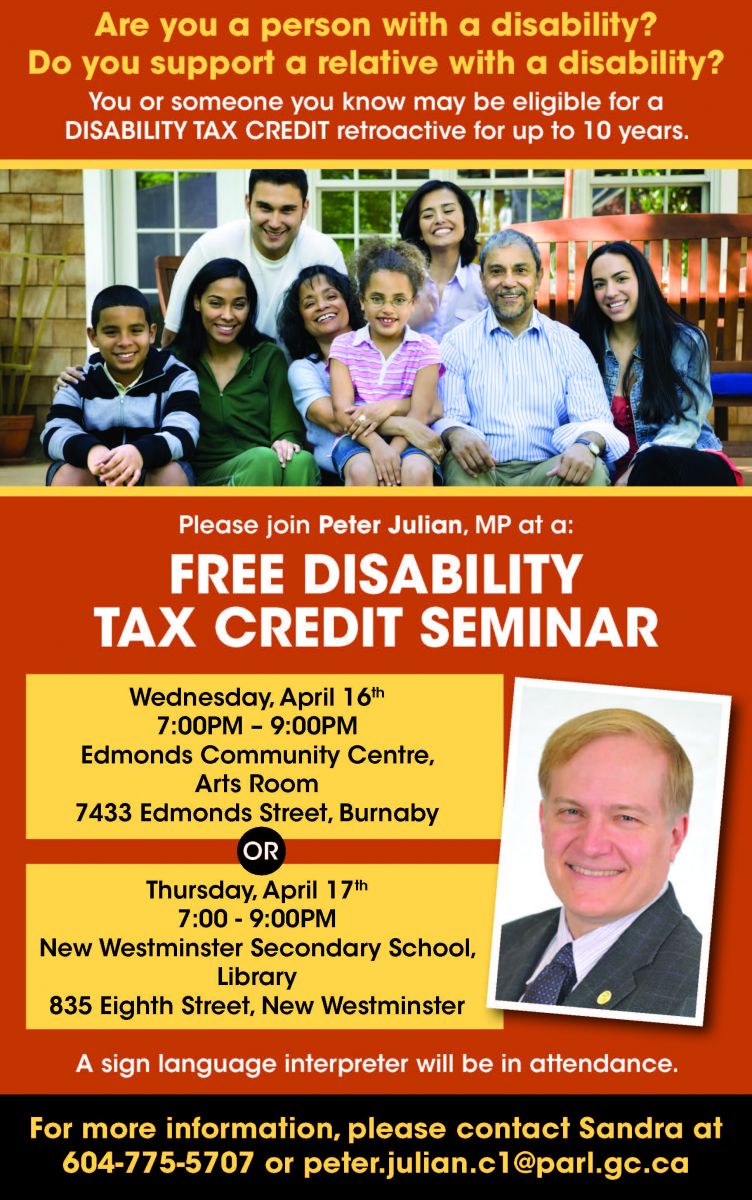 Are you a person with a disability?
Do you support a relative with a disability?
You or someone you know may be eligible for a
DISABILITY TAX CREDIT retroactive for up to 10 years.
Please join Peter Julian, MP at a:
FREE DISABILITY
TAX CREDIT SEMINAR
Wednesday, April 16th
7:00PM – 9:00PM
Edmonds Community Centre,
Arts Room
7433 Edmonds Street, Burnaby
OR
Thursday, April 17th
7:00 - 9:00PM
New Westminster Secondary School,
Library
835 Eighth Street, New Westminster
A sign language interpreter will be in attendance.
For more information, please contact Sandra at
604-775-5707 or peter.julian.c1@parl.gc.ca